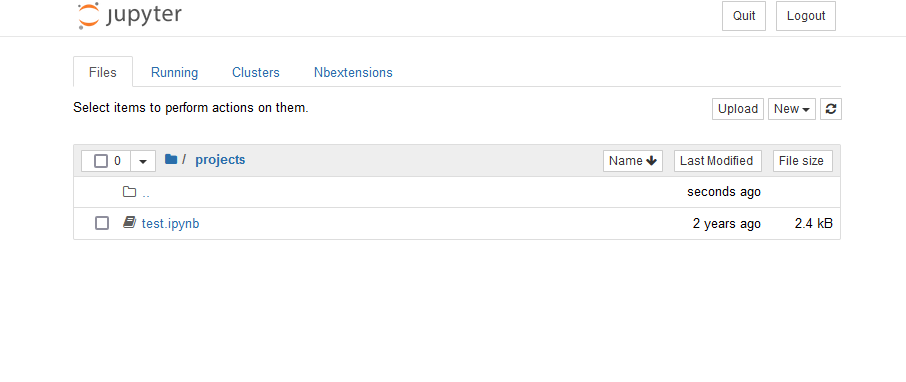 jupyter
Quit Logout
Files Running Clusters Nbextensions
Select items to perform actions on them.
Upload New
0 / projects Name Last Modified File size
.. seconds ago
test.ipynb 2 years ago 2.4 kB